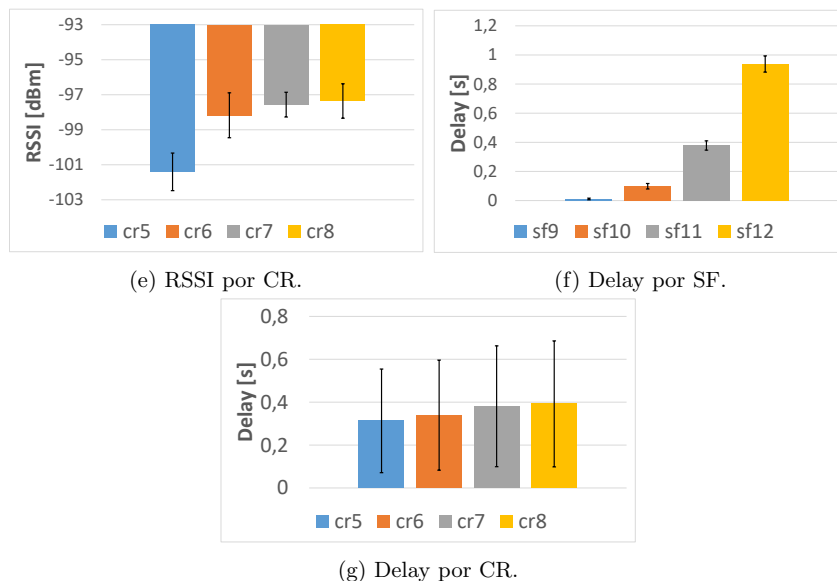 -93
-95
-97
-99
-101
-103
RSSI [dBm]
cr5 cr6 cr7 cr8
(e) RSSI por CR.
1,2
1
0,8
0,6
0,4
0,2
0
Delay [s]
sf9 sf10 sf11 sf12
(f) Delay por SF.
0,8
0,6
0,4
0,2
0
Delay [s]
cr5 cr6 cr7 cr8
(g) Delay por CR.